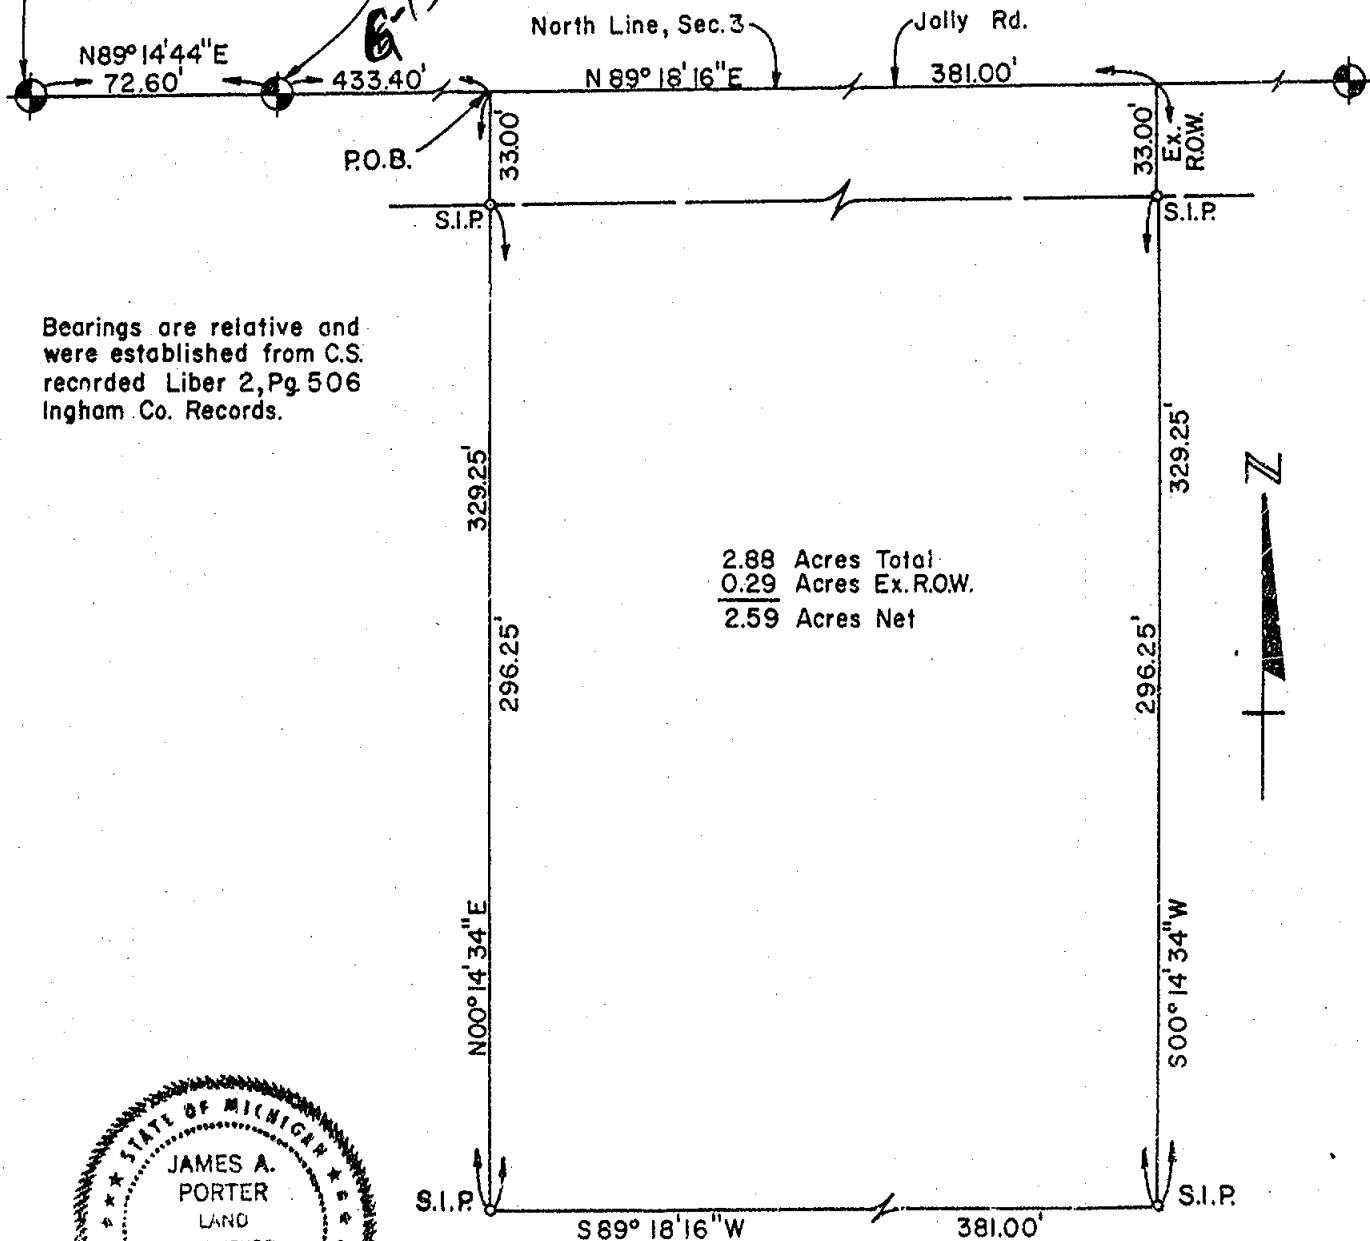 North Line, Sec. 3
Jolly Rd.
N89°14'44"E
72.60'
433.40'
N 89° 18' 16"E
381.00'
P.O.B.
33.00'
33.00'
Ex.
R.O.W.
S.I.P.
S.I.P.
Bearings are relative and
were established from C.S.
recorded Liber 2, Pg. 506
Ingham Co. Records.
329.25'
329.25'
N
2.88 Acres Total
0.29 Acres Ex. R.O.W.
2.59 Acres Net
296.25'
296.25'
N00°14'34"E
S00°14'34"W
STATE OF MICHIGAN
JAMES A.
PORTER
LAND
S.I.P.
S.I.P.
S 89° 18' 16"W
381.00'